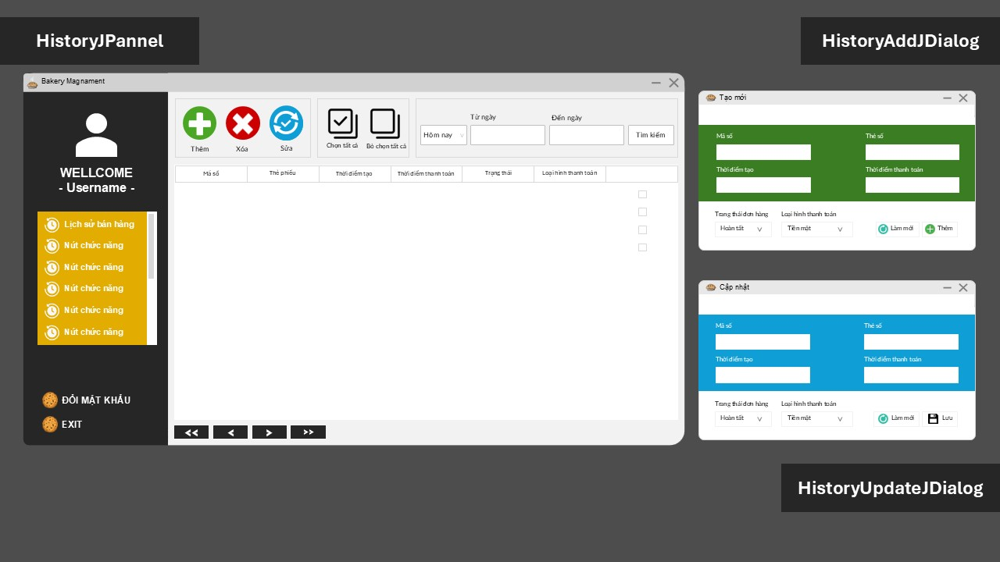 HistoryJPannel
HistoryAddJDialog
Bakery Magnament
WELLCOME
- Username -
Lịch sử bán hàng
Nút chức năng
Nút chức năng
Nút chức năng
Nút chức năng
Nút chức năng
ĐỔI MẬT KHẨU
EXIT
Thêm
Xóa
Sửa
Chọn tất cả
Bỏ chọn tất cả
Từ ngày
Đến ngày
Hôm nay
Tìm kiếm
Mã số
Thẻ phiếu
Thời điểm tạo
Thời điểm thanh toán
Trạng thái
Loại hình thanh toán
<<
<
>
>>
Tạo mới
Mã số
Thẻ số
Thời điểm tạo
Thời điểm thanh toán
Trạng thái đơn hàng
Loại hình thanh toán
Hoàn tất
Tiền mặt
Làm mới
Thêm
Cập nhật
Mã số
Thẻ số
Thời điểm tạo
Thời điểm thanh toán
Trạng thái đơn hàng
Loại hình thanh toán
Hoàn tất
Tiền mặt
Làm mới
Lưu
HistoryUpdateJDialog